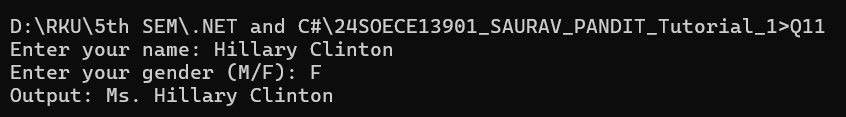 D:\RKU\5th SEM\.NET and C#\24SOECE13901_SAURAV_PANDIT_Tutorial_1>Q11
Enter your name: Hillary Clinton
Enter your gender (M/F): F
Output: Ms. Hillary Clinton